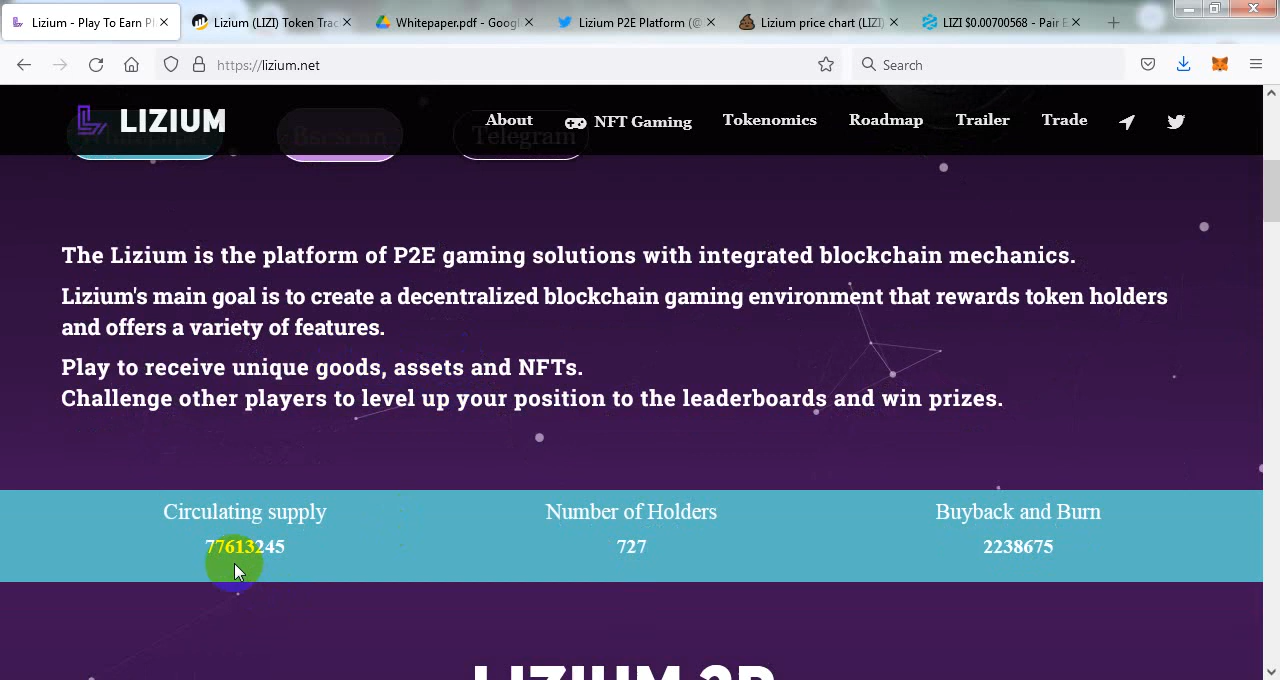 Lizium - Play To Earn Pl
Lizium (LIZI) Token Trac
Whitepaper.pdf - Googl
Lizium P2E Platform (@
Lizium price chart (LIZI)
LIZI $0.00700568 - Pair E
https://lizium.net
Search
LIZIUM
About
NFT Gaming
Tokenomics
Roadmap
Trailer
Trade
Bscscan
Telegram
The Lizium is the platform of P2E gaming solutions with integrated blockchain mechanics.
Lizium's main goal is to create a decentralized blockchain gaming environment that rewards token holders
and offers a variety of features.
Play to receive unique goods, assets and NFTs.
Challenge other players to level up your position to the leaderboards and win prizes.
Circulating supply
Number of Holders
Buyback and Burn
77613245
727
2238675